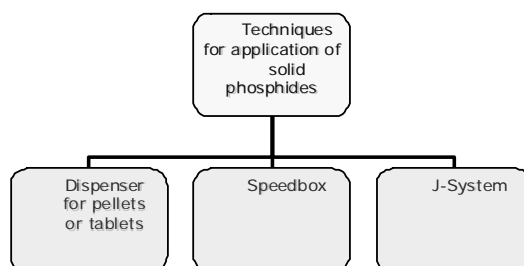 Techniques
for application of
solid
phosphides
Dispenser
for pellets
or tablets
Speedbox
J-System